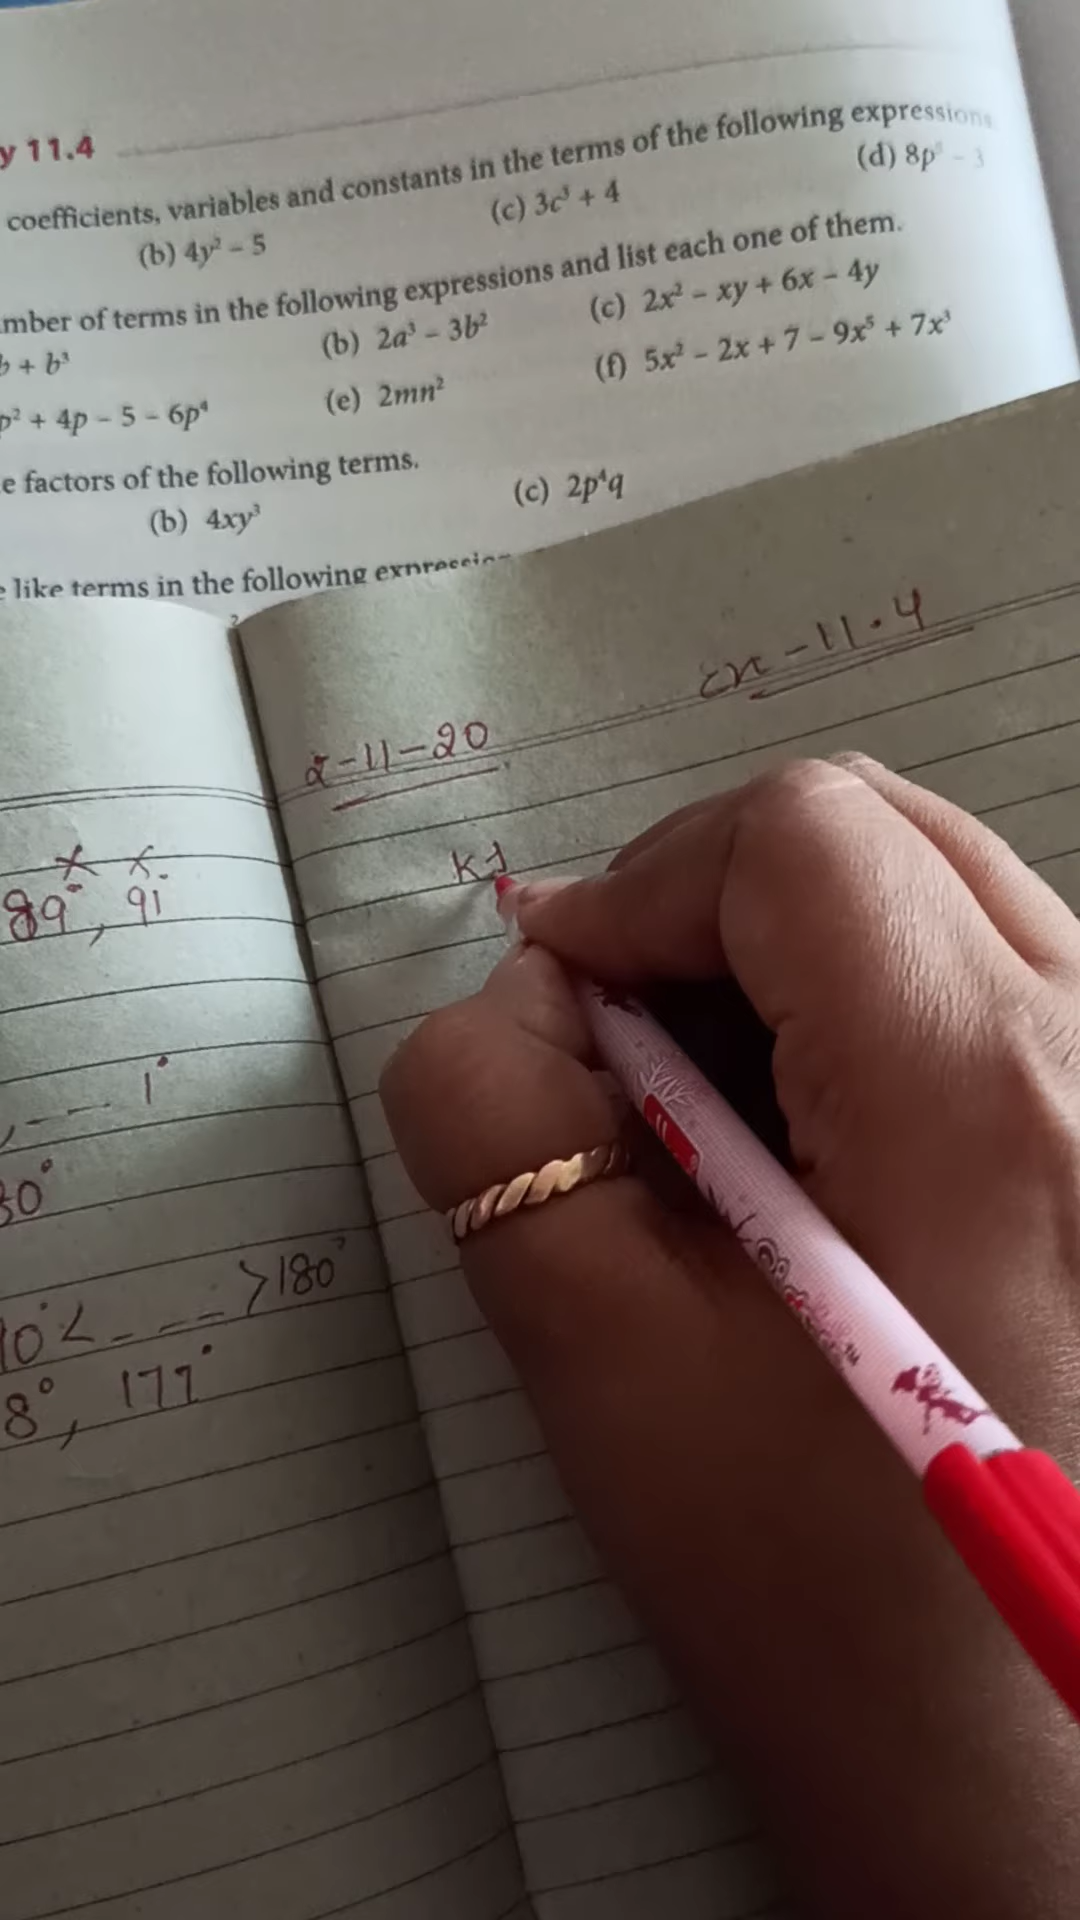 y 11.4
coefficients, variables and constants in the terms of the following expressions
(b) 4y² – 5 (c) 3c³ + 4 (d) 8p – 3
mber of terms in the following expressions and list each one of them.
b + b³ (b) 2a³ – 3b² (c) 2x² – xy + 6x – 4y
p² + 4p – 5 – 6p⁴ (e) 2mn² (f) 5x² – 2x + 7 – 9x⁵ + 7x³
e factors of the following terms.
(b) 4xy³ (c) 2p⁴q
like terms in the following expression
Ex – 11.4
2-11-20
x x.
89°, 91
--- 1°
30°
10° < --- > 180°
8°, 177°